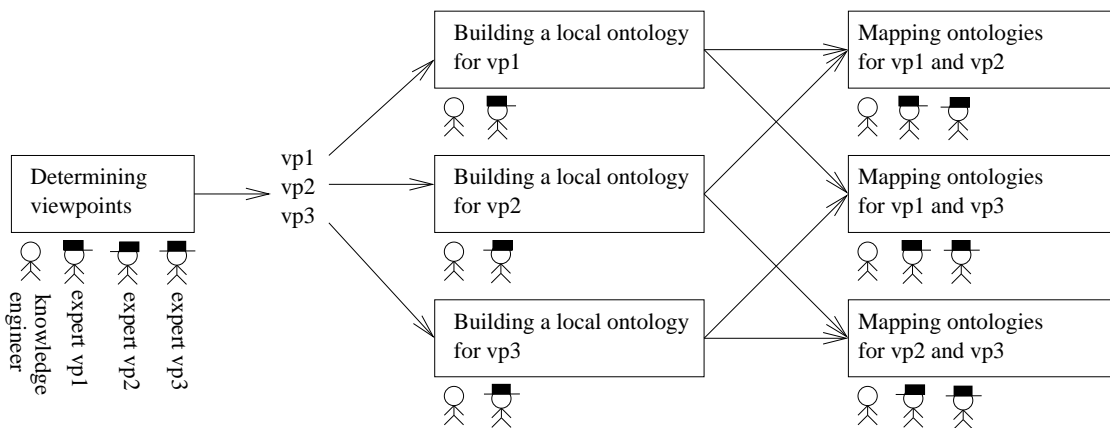 Determining
viewpoints
knowledge
engineer
expert vp1
expert vp2
expert vp3
vp1
vp2
vp3
Building a local ontology
for vp1
Building a local ontology
for vp2
Building a local ontology
for vp3
Mapping ontologies
for vp1 and vp2
Mapping ontologies
for vp1 and vp3
Mapping ontologies
for vp2 and vp3